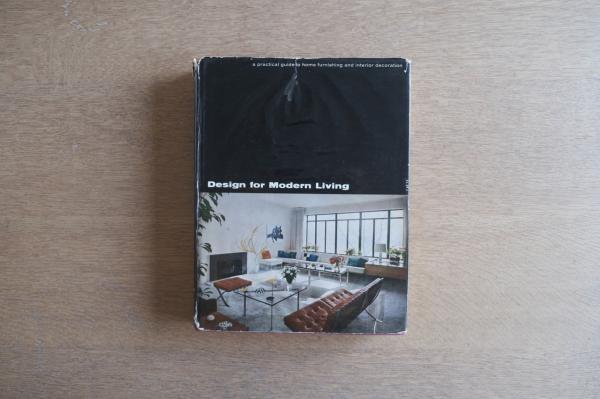 a practical guide to home furnishing and interior decoration
Design for Modern Living